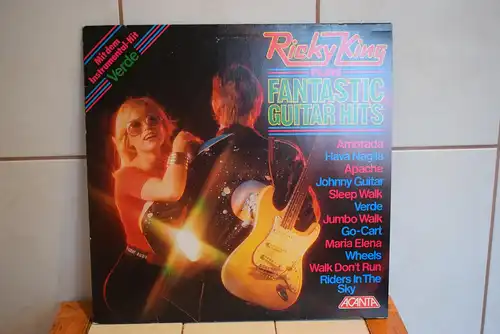 Mit dem
Instrumental-Hit
Verde
Ricky King
PLAYS
FANTASTIC
GUITAR HITS
Amorada
Hava Nagila
Apache
Johnny Guitar
Sleep Walk
Verde
Jumbo Walk
Go-Cart
Maria Elena
Wheels
Walk Don't Run
Riders In The
Sky
ACANTA